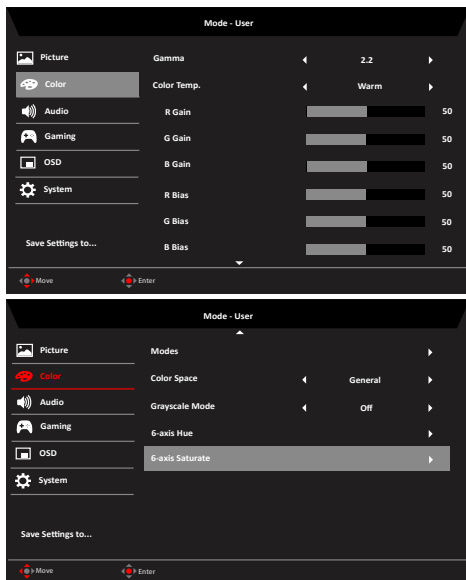 Mode - User
Picture
Gamma 2.2
Color
Color Temp. Warm
Audio
R Gain 50
Gaming
G Gain 50
OSD
B Gain 50
System
R Bias 50
G Bias 50
Save Settings to...
B Bias 50
Move Enter
Mode - User
Picture
Modes
Color
Color Space General
Audio
Grayscale Mode Off
Gaming
6-axis Hue
OSD
6-axis Saturate
System
Save Settings to...
Move Enter